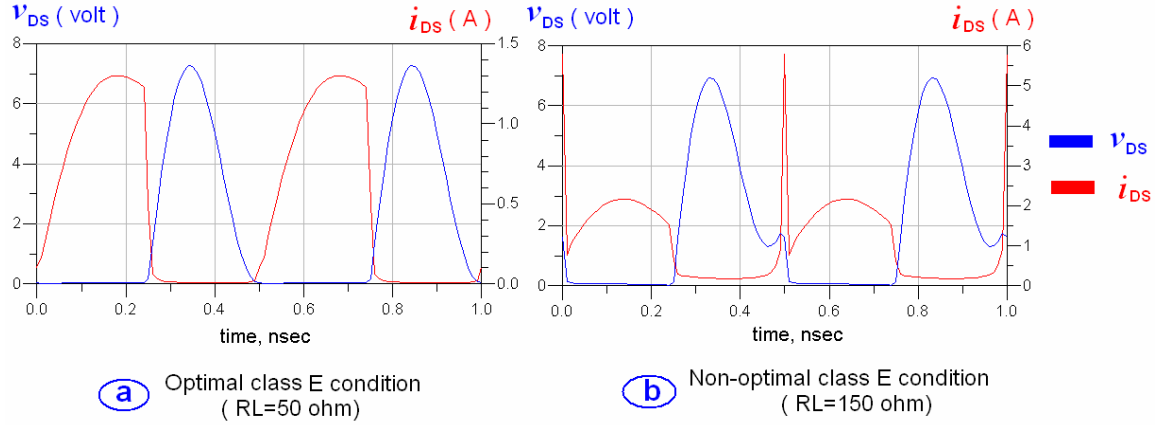 vDS ( volt )
iDS ( A )
8
6
4
2
0
1.5
1.0
0.5
0.0
0.0
0.2
0.4
0.6
0.8
1.0
time, nsec
a
Optimal class E condition
( RL=50 ohm)
vDS ( volt )
iDS( A )
8
6
4
2
0
6
5
4
3
2
1
0
0.0
0.2
0.4
0.6
0.8
1.0
time, nsec
b
Non-optimal class E condition
( RL=150 ohm)
vDS
iDS